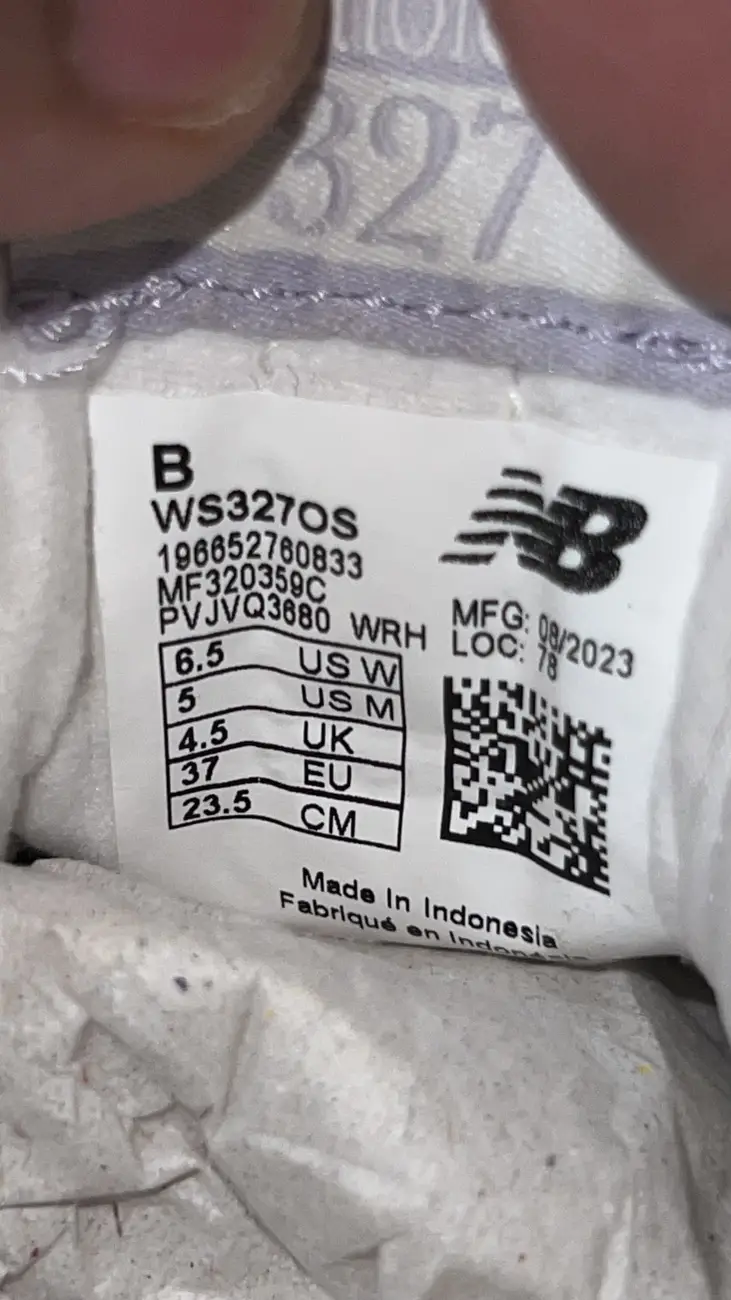 327
B
WS327OS
196652760833
MF320359C
PVJVQ3680 WRH
NB
MFG: 08/2023
LOC: 78
6.5 US W
5 US M
4.5 UK
37 EU
23.5 CM
Made In Indonesia
Fabriqué en